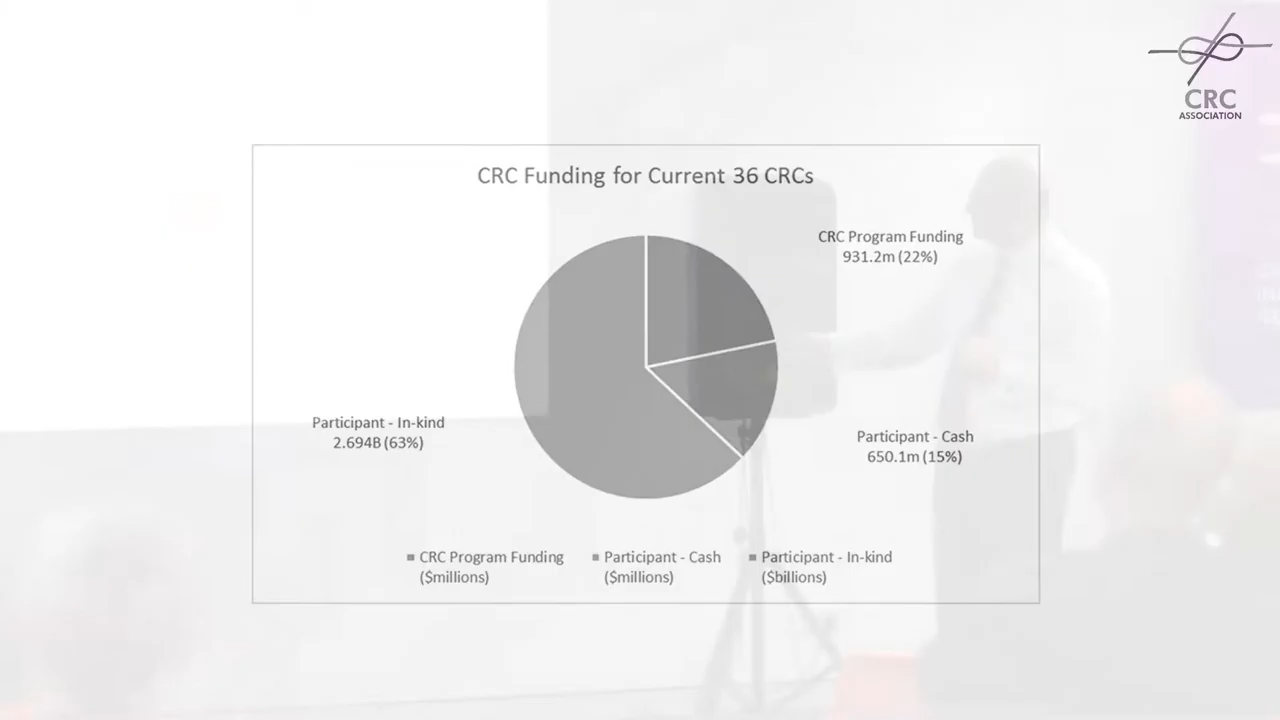 CRC
ASSOCIATION
CRC Funding for Current 36 CRCs
CRC Program Funding
931.2m (22%)
Participant - In-kind
2.694B (63%)
Participant - Cash
650.1m (15%)
CRC Program Funding
($millions)
Participant - Cash
($millions)
Participant - In-kind
($billions)